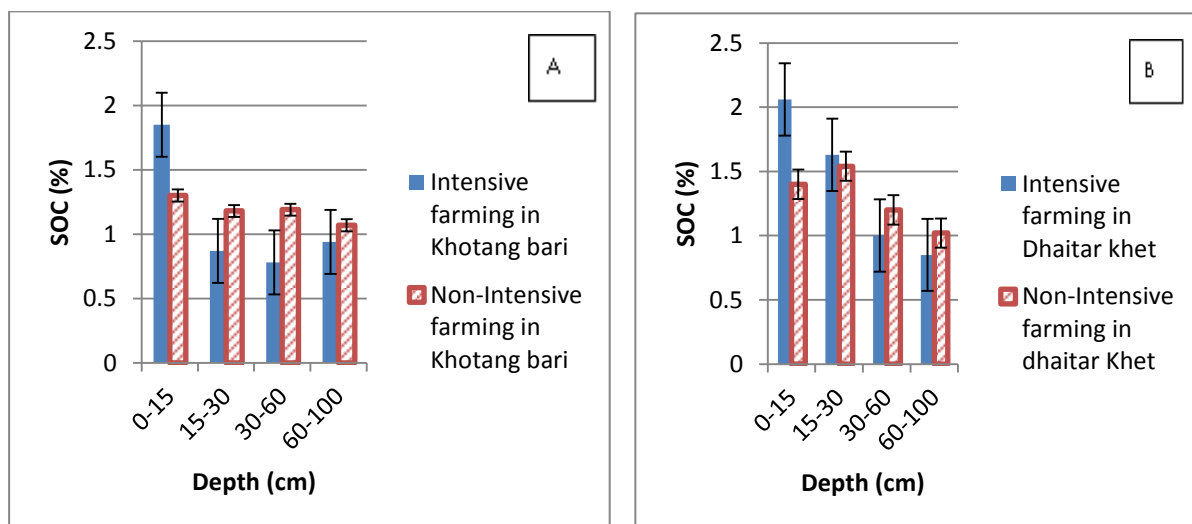 A
2.5
2
1.5
1
0.5
0
SOC (%)
0-15
15-30
30-60
60-100
Depth (cm)
Intensive
farming in
Khotang bari
Non-Intensive
farming in
Khotang bari
B
2.5
2
1.5
1
0.5
0
SOC (%)
0-15
15-30
30-60
60-100
Depth (cm)
Intensive
farming in
Dhaitar khet
Non-Intensive
farming in
dhaitar Khet